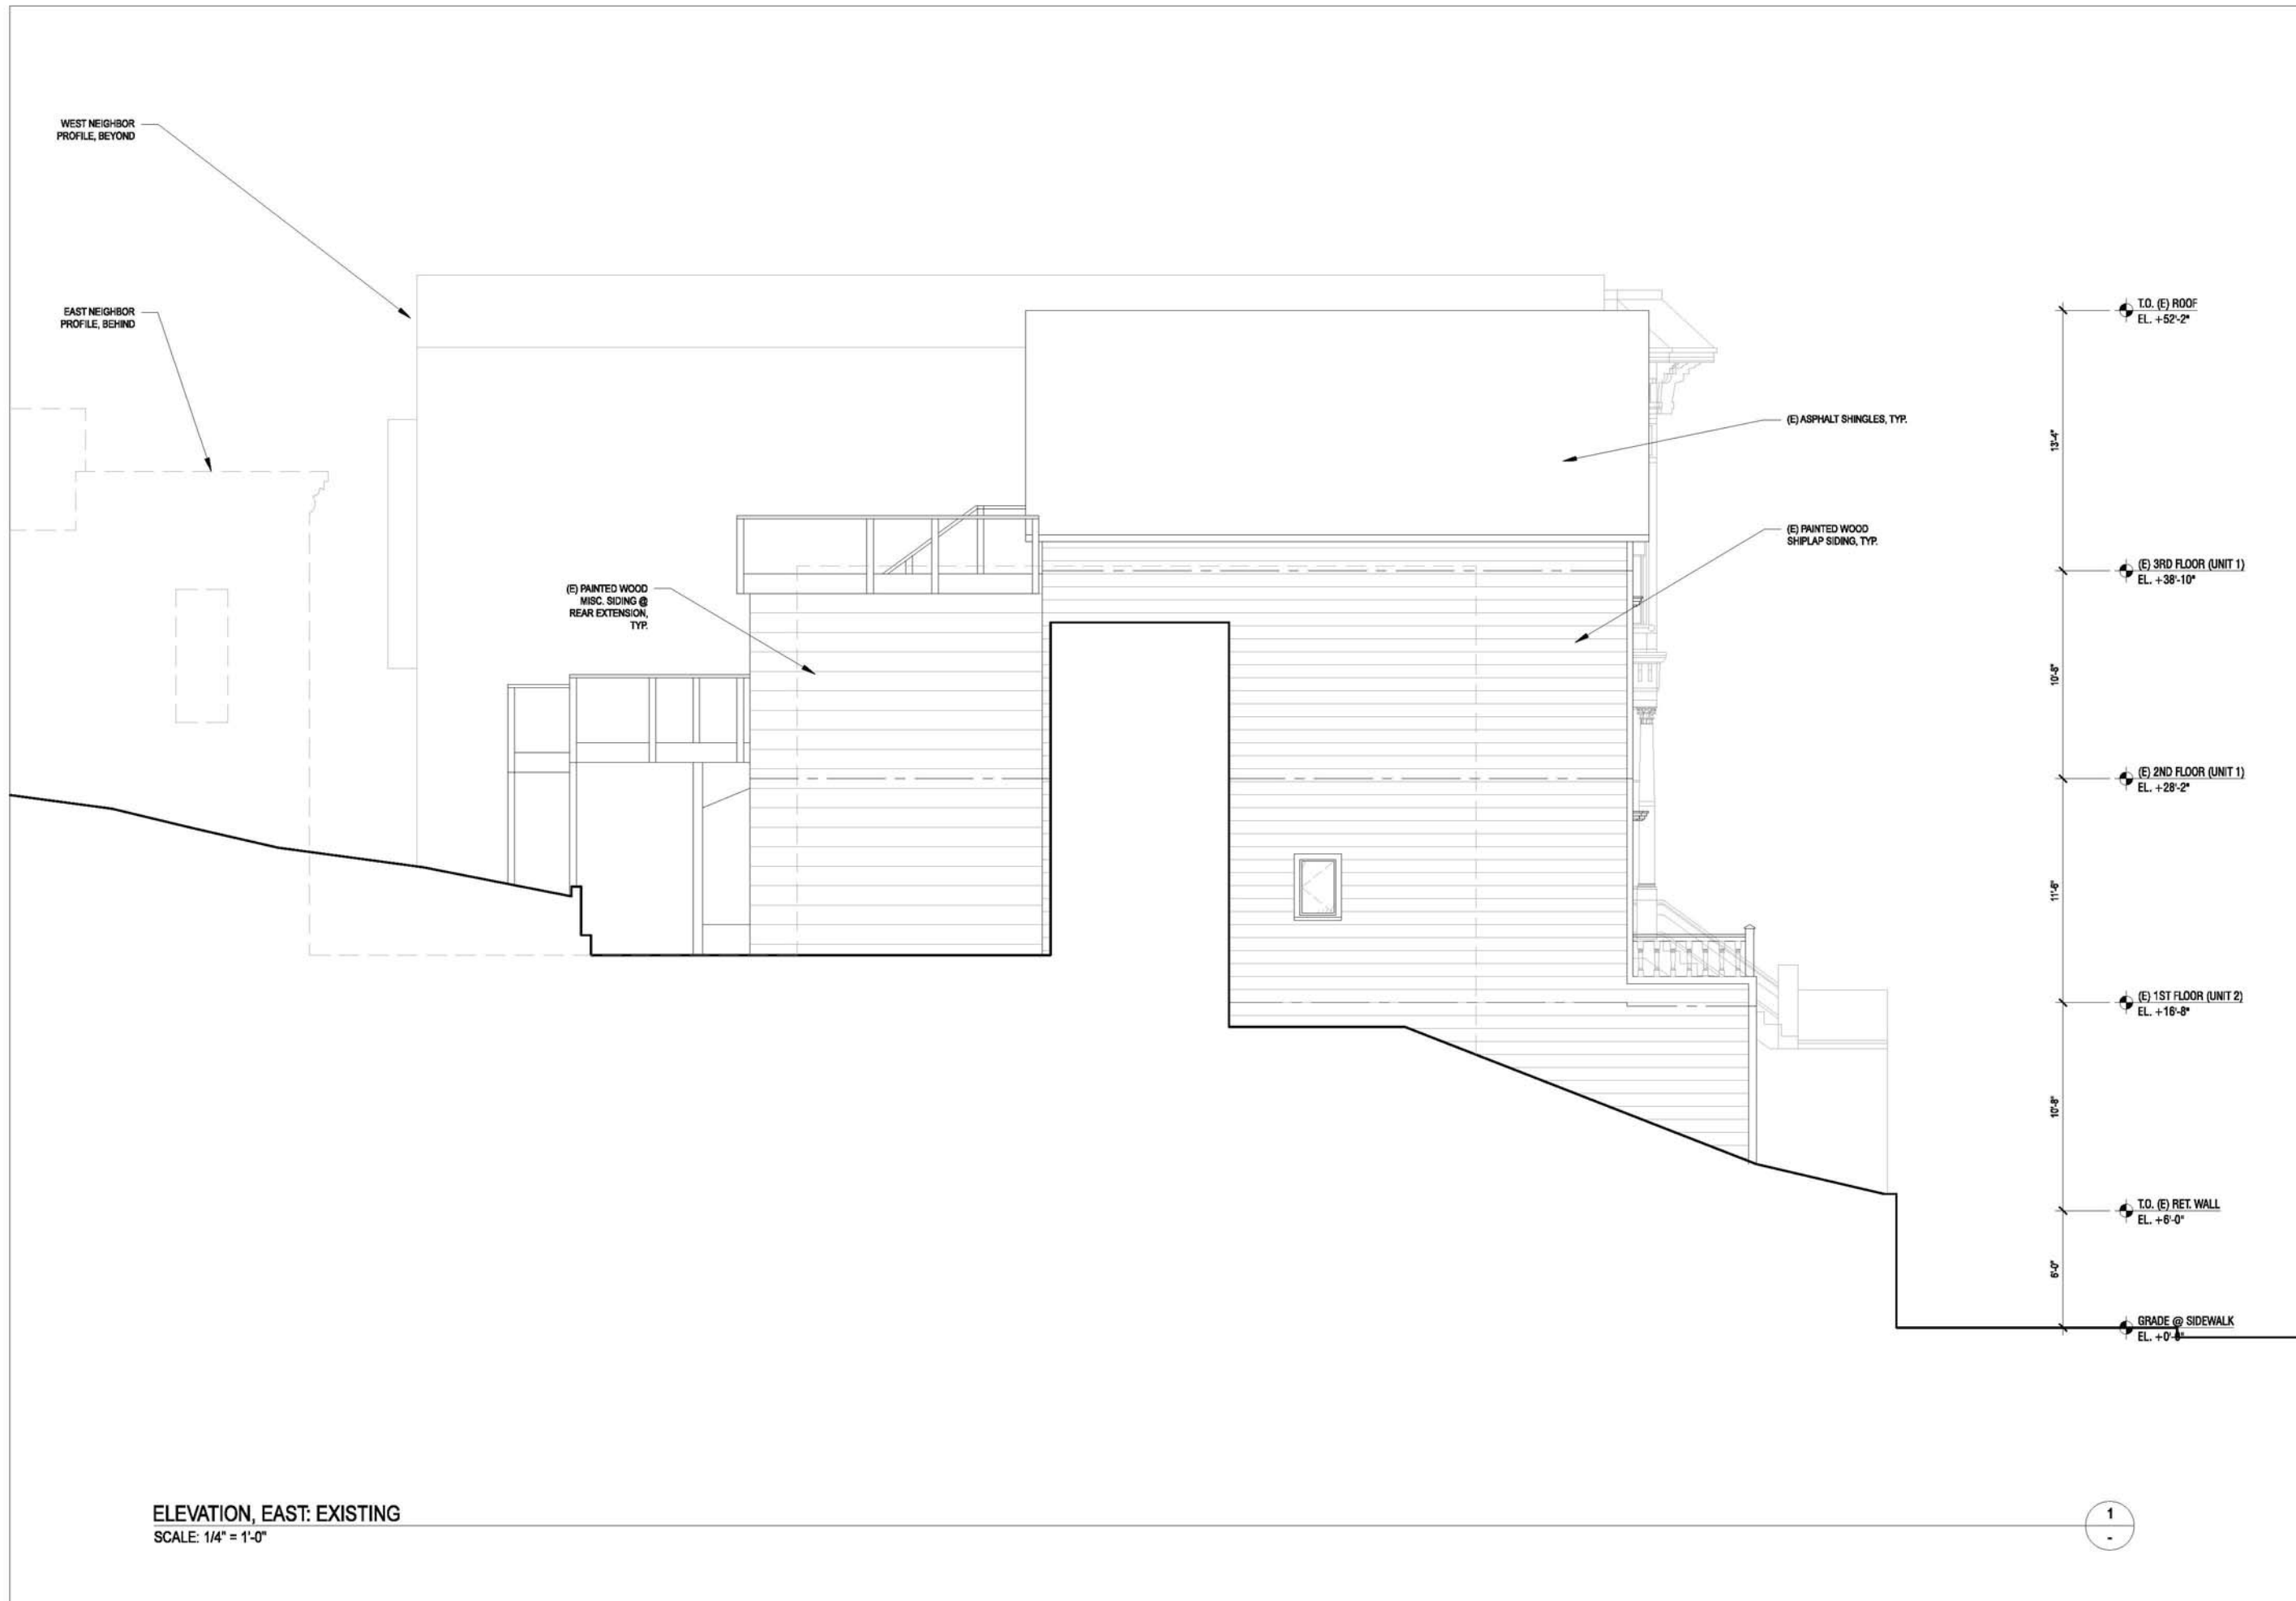 WEST NEIGHBOR
PROFILE, BEYOND
EAST NEIGHBOR
PROFILE, BEHIND
(E) PAINTED WOOD
MISC. SIDING @
REAR EXTENSION,
TYP.
(E) ASPHALT SHINGLES, TYP.
(E) PAINTED WOOD
SHIPLAP SIDING, TYP.
T.O. (E) ROOF
EL. +52'-2"
13'-4"
(E) 3RD FLOOR (UNIT 1)
EL. +38'-10"
10'-8"
(E) 2ND FLOOR (UNIT 1)
EL. +28'-2"
11'-6"
(E) 1ST FLOOR (UNIT 2)
EL. +16'-8"
10'-8"
T.O. (E) RET. WALL
EL. +6'-0"
6'-0"
GRADE @ SIDEWALK
EL. +0'-0"
ELEVATION, EAST: EXISTING
SCALE: 1/4" = 1'-0"
1
-